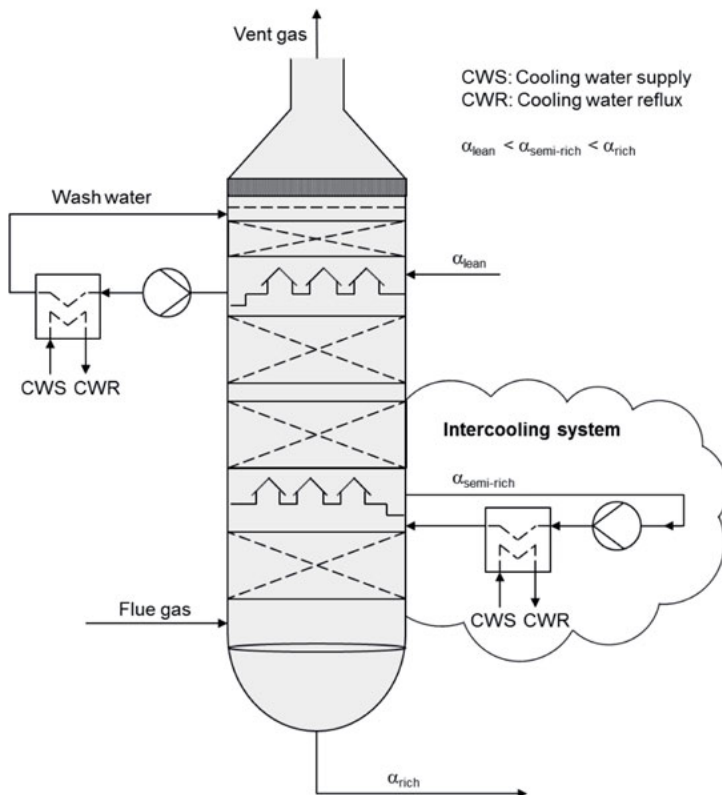 Vent gas
CWS: Cooling water supply
CWR: Cooling water reflux
αlean < αsemi-rich < αrich
Wash water
αlean
CWS CWR
Intercooling system
αsemi-rich
Flue gas
CWS CWR
αrich